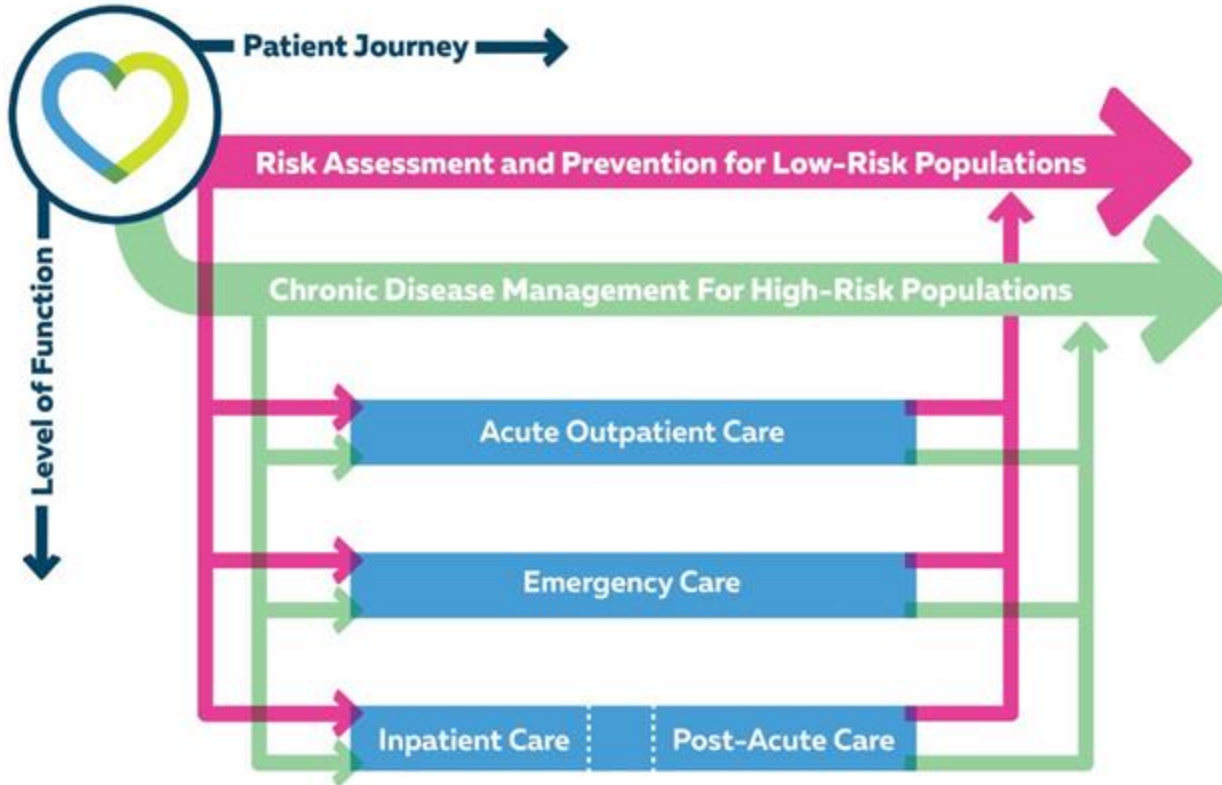 Patient Journey
Risk Assessment and Prevention for Low-Risk Populations
Level of Function
Chronic Disease Management For High-Risk Populations
Acute Outpatient Care
Emergency Care
Inpatient Care
Post-Acute Care